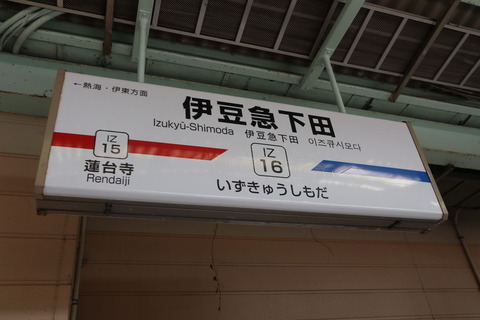 ←熱海・伊東方面
伊豆急下田
Izukyū-Shimoda 伊豆急下田 이즈큐시모다
IZ
15
IZ
16
蓮台寺
Rendaiji
いずきゅうしもだ